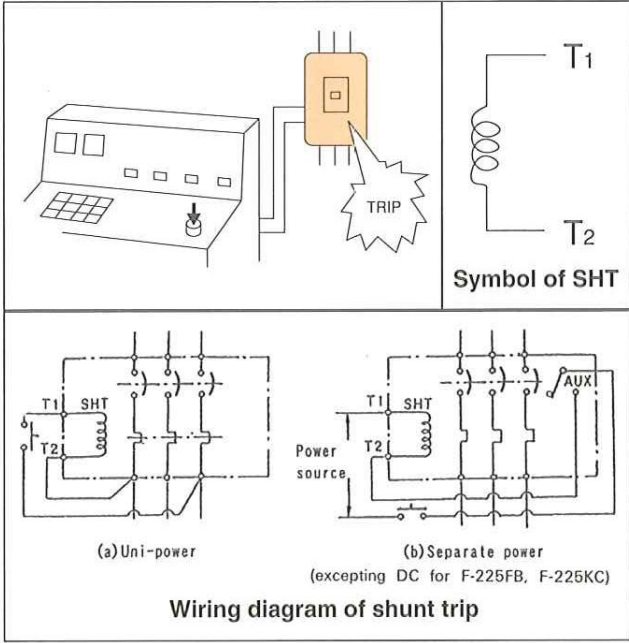 TRIP
T1
T2
Symbol of SHT
T1
SHT
T2
(a)Uni-power
AUX
T1
SHT
T2
Power
source
(b)Separate power
(excepting DC for F-225FB, F-225KC)
Wiring diagram of shunt trip